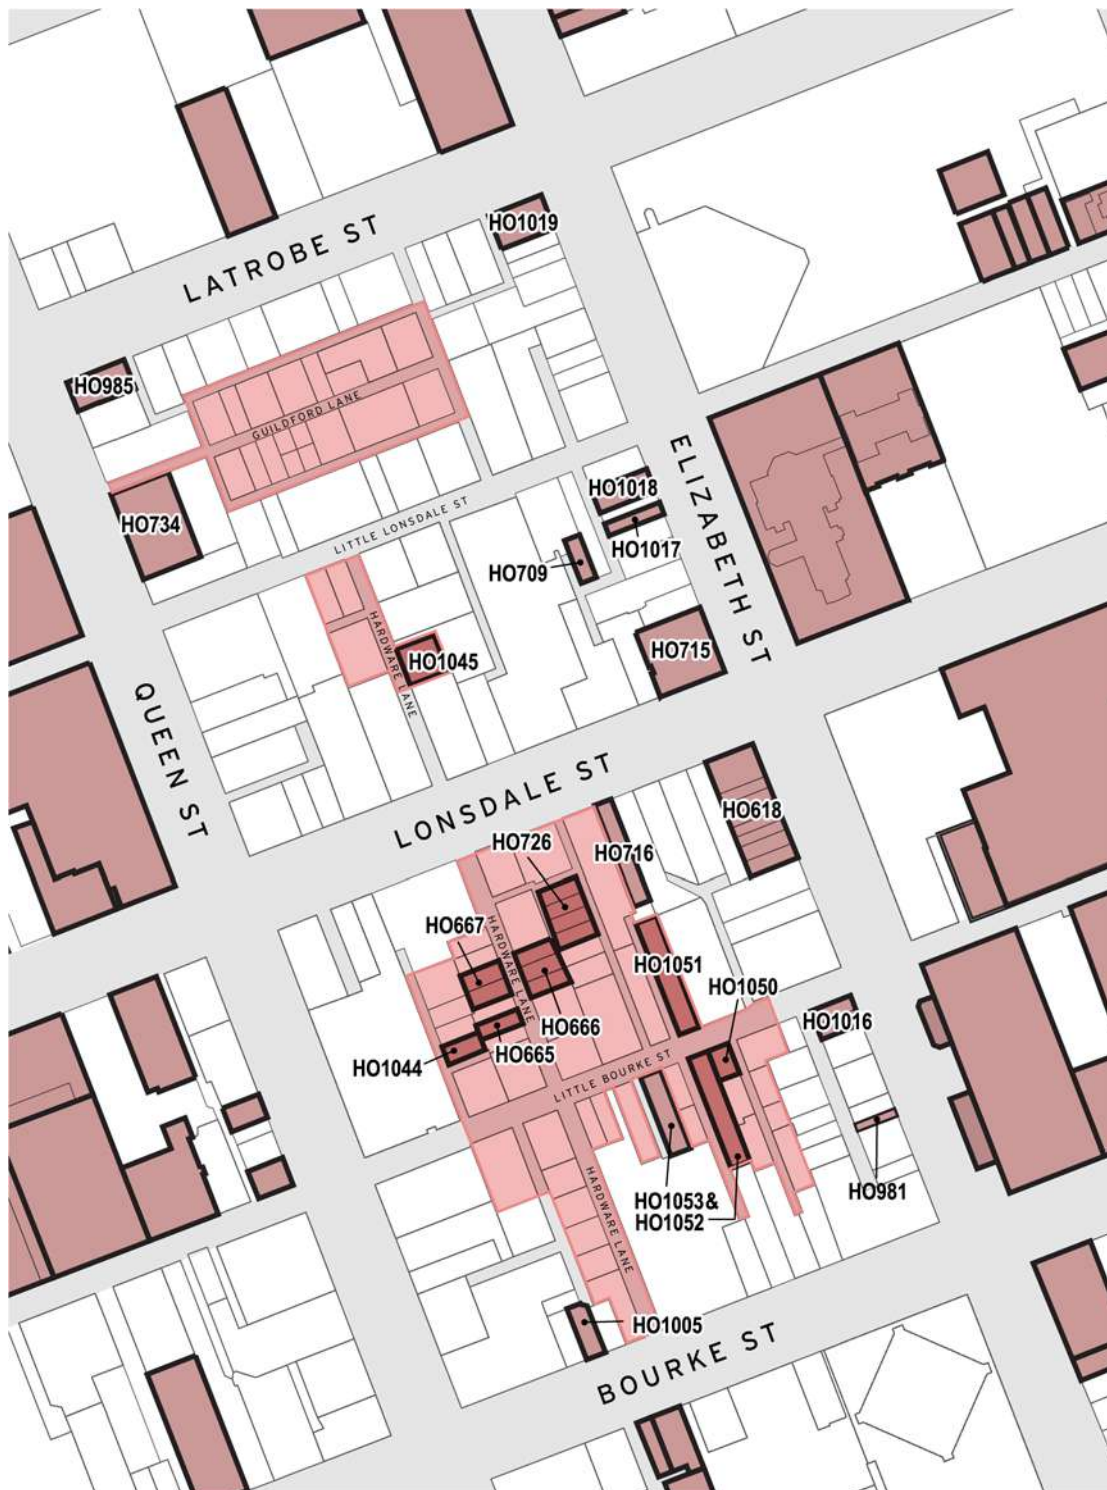 HO1019
LATROBE ST
HO985
GUILDFORD LANE
ELIZABETH ST
HO1018
HO734
LITTLE LONSDALE ST
HO1017
HO709
HARDWARE LANE
HO1045
HO715
QUEEN ST
LONSDALE ST
HO618
HO726
HO716
HO667
HARDWARE LANE
HO1051
HO1050
HO666
HO1016
HO665
HO1044
LITTLE BOURKE ST
HO981
HO1053&
HO1052
HARDWARE LANE
HO1005
BOURKE ST